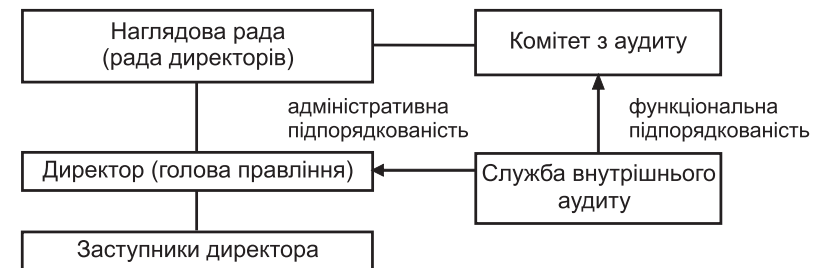 Наглядова рада
(рада директорів)
Комітет з аудиту
адміністративна
підпорядкованість
функціональна
підпорядкованість
Директор (голова правління)
Служба внутрішнього
аудиту
Заступники директора